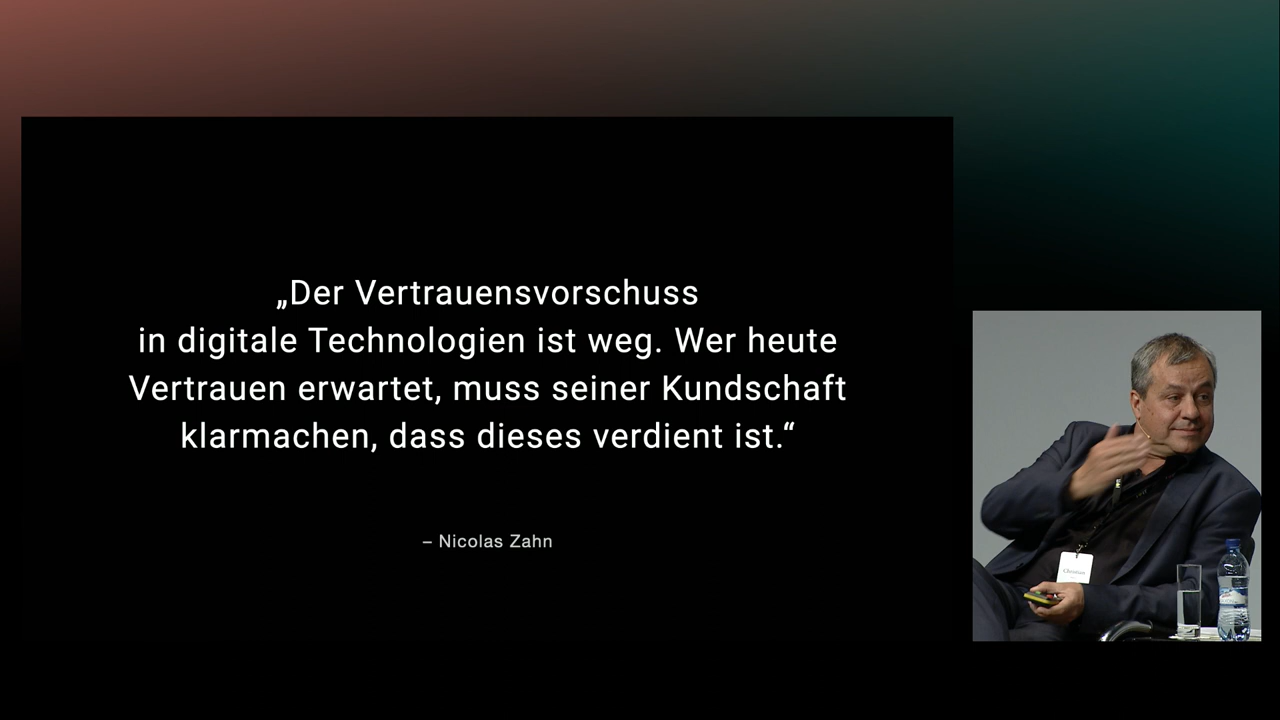 „Der Vertrauensvorschuss
in digitale Technologien ist weg. Wer heute
Vertrauen erwartet, muss seiner Kundschaft
klarmachen, dass dieses verdient ist.“
– Nicolas Zahn
Christian